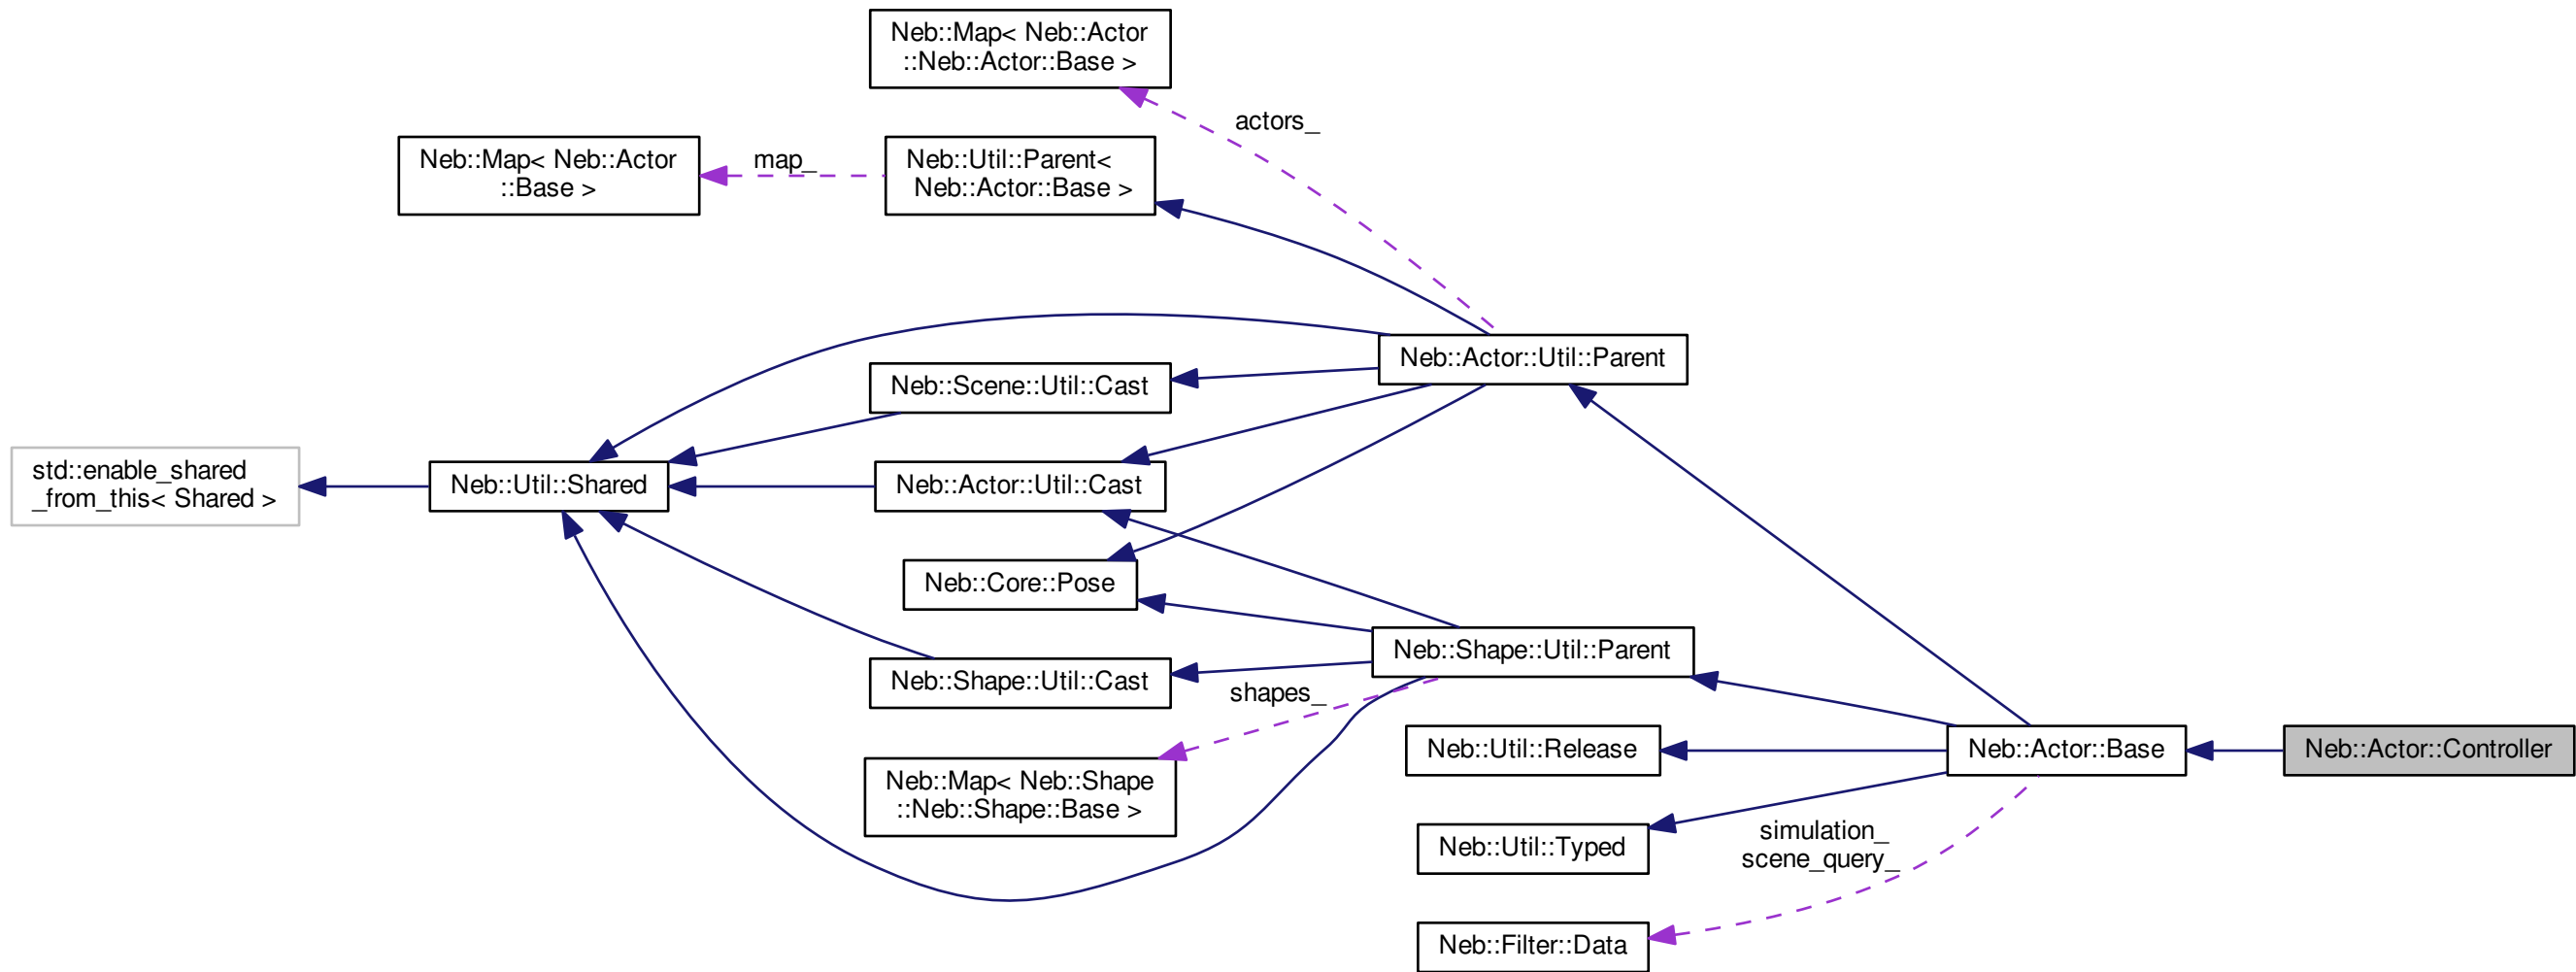 Neb::Map< Neb::Actor
::Neb::Actor::Base >
actors_
Neb::Map< Neb::Actor
::Base >
map_
Neb::Util::Parent<
Neb::Actor::Base >
Neb::Actor::Util::Parent
Neb::Scene::Util::Cast
std::enable_shared
_from_this< Shared >
Neb::Util::Shared
Neb::Actor::Util::Cast
Neb::Core::Pose
Neb::Shape::Util::Parent
Neb::Shape::Util::Cast
shapes_
Neb::Util::Release
Neb::Actor::Base
Neb::Actor::Controller
Neb::Map< Neb::Shape
::Neb::Shape::Base >
Neb::Util::Typed
simulation_
scene_query_
Neb::Filter::Data